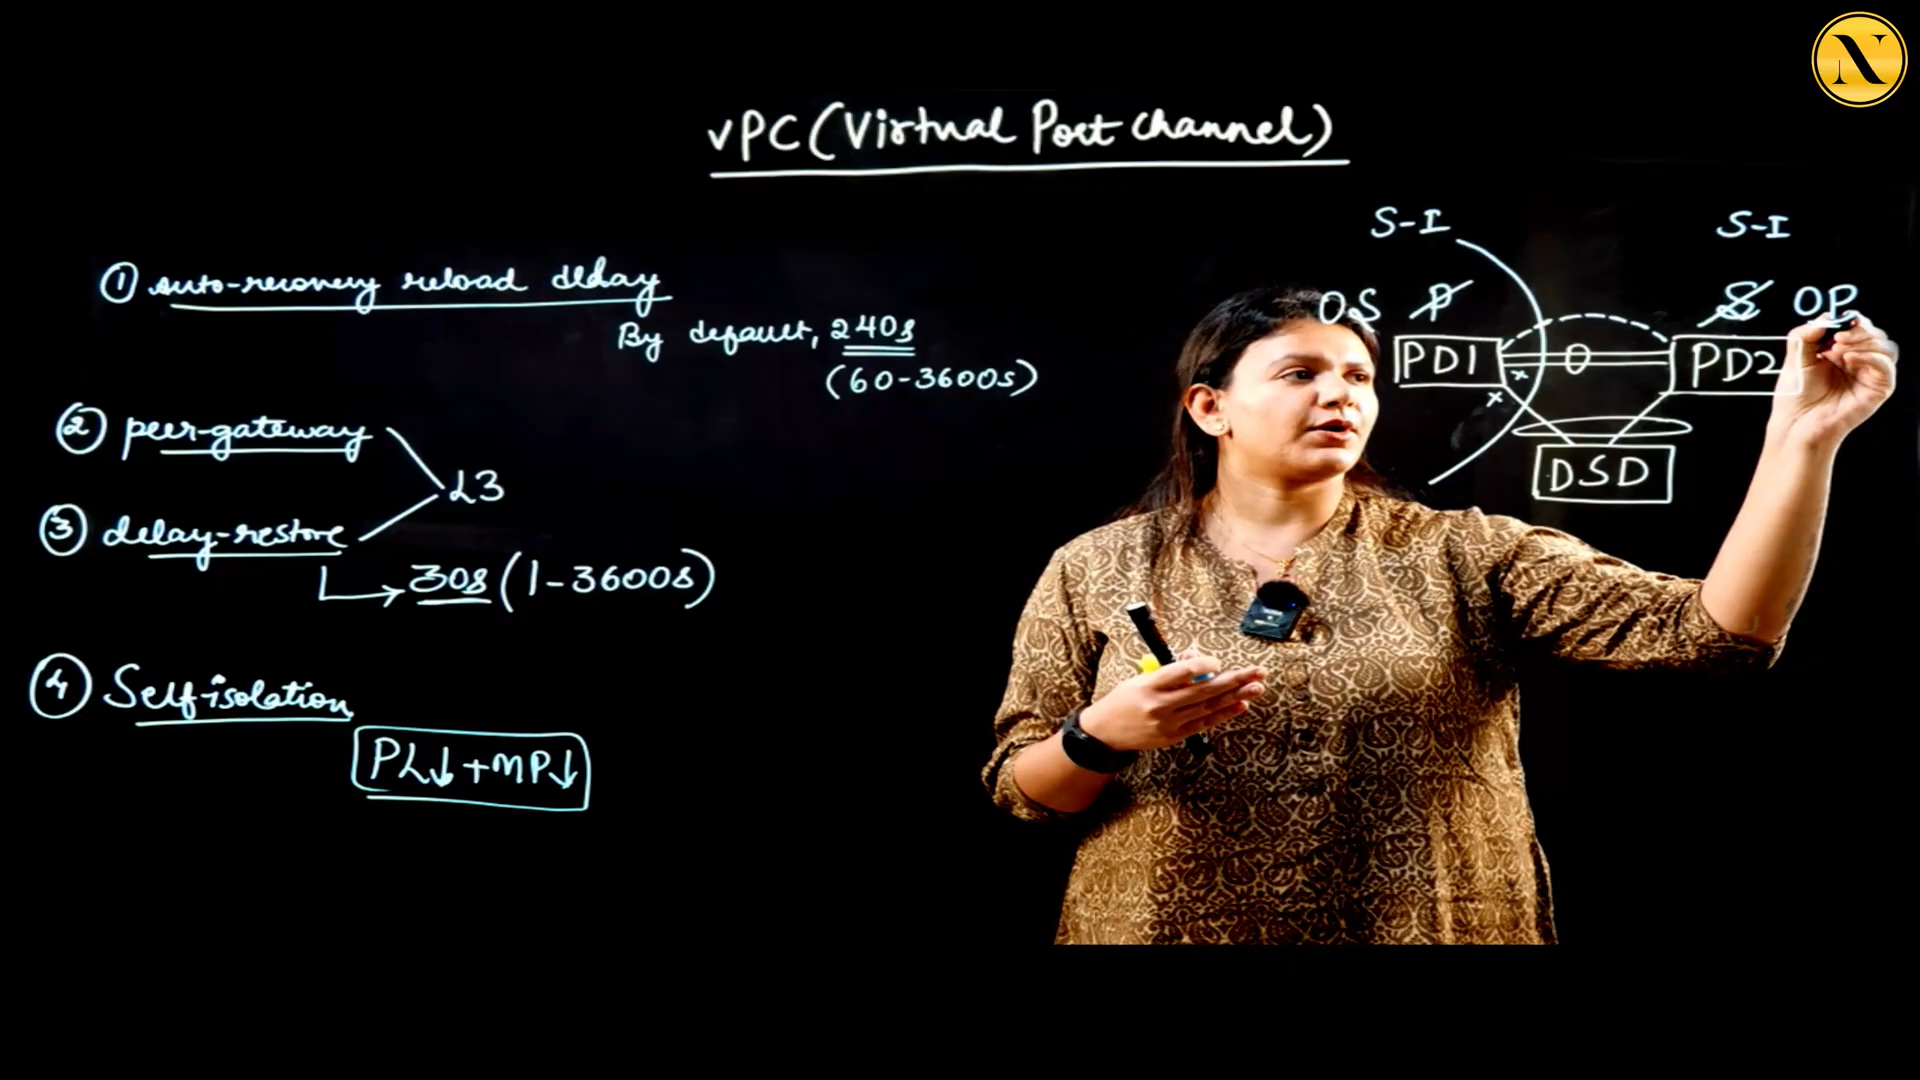 N
vPC (Virtual Port channel)
① auto-recovery reload delay
By default, 240s
(60-3600s)
② peer-gateway
L3
③ delay-restore
30s (1-3600s)
④ Self-isolation
PL↓ + MP↓
S-I S-I
OS P S OP
PD1 PD2
DSD